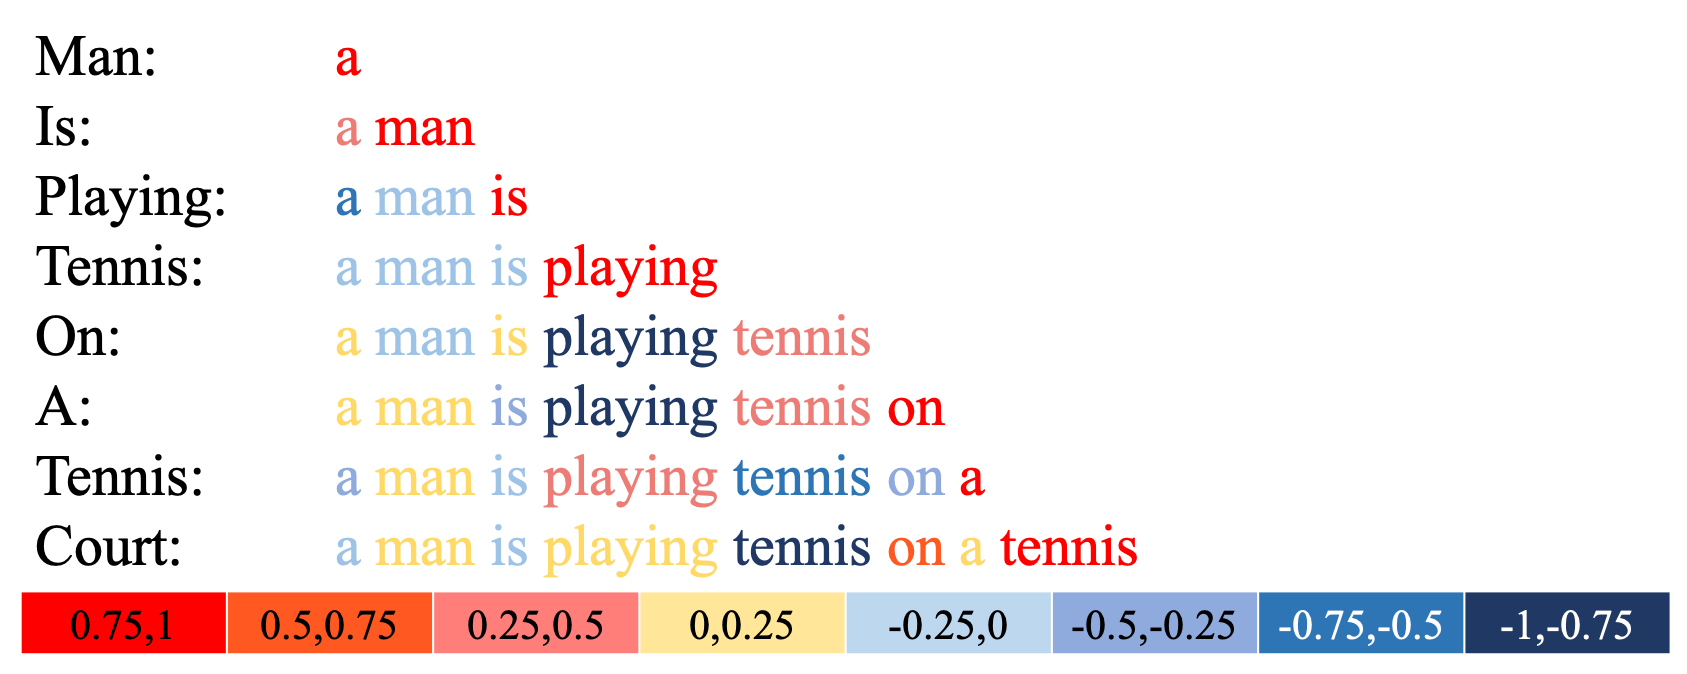 Man: a
Is: a man
Playing: a man is
Tennis: a man is playing
On: a man is playing tennis
A: a man is playing tennis on
Tennis: a man is playing tennis on a
Court: a man is playing tennis on a tennis
0.75,1 0.5,0.75 0.25,0.5 0,0.25 -0.25,0 -0.5,-0.25 -0.75,-0.5 -1,-0.75